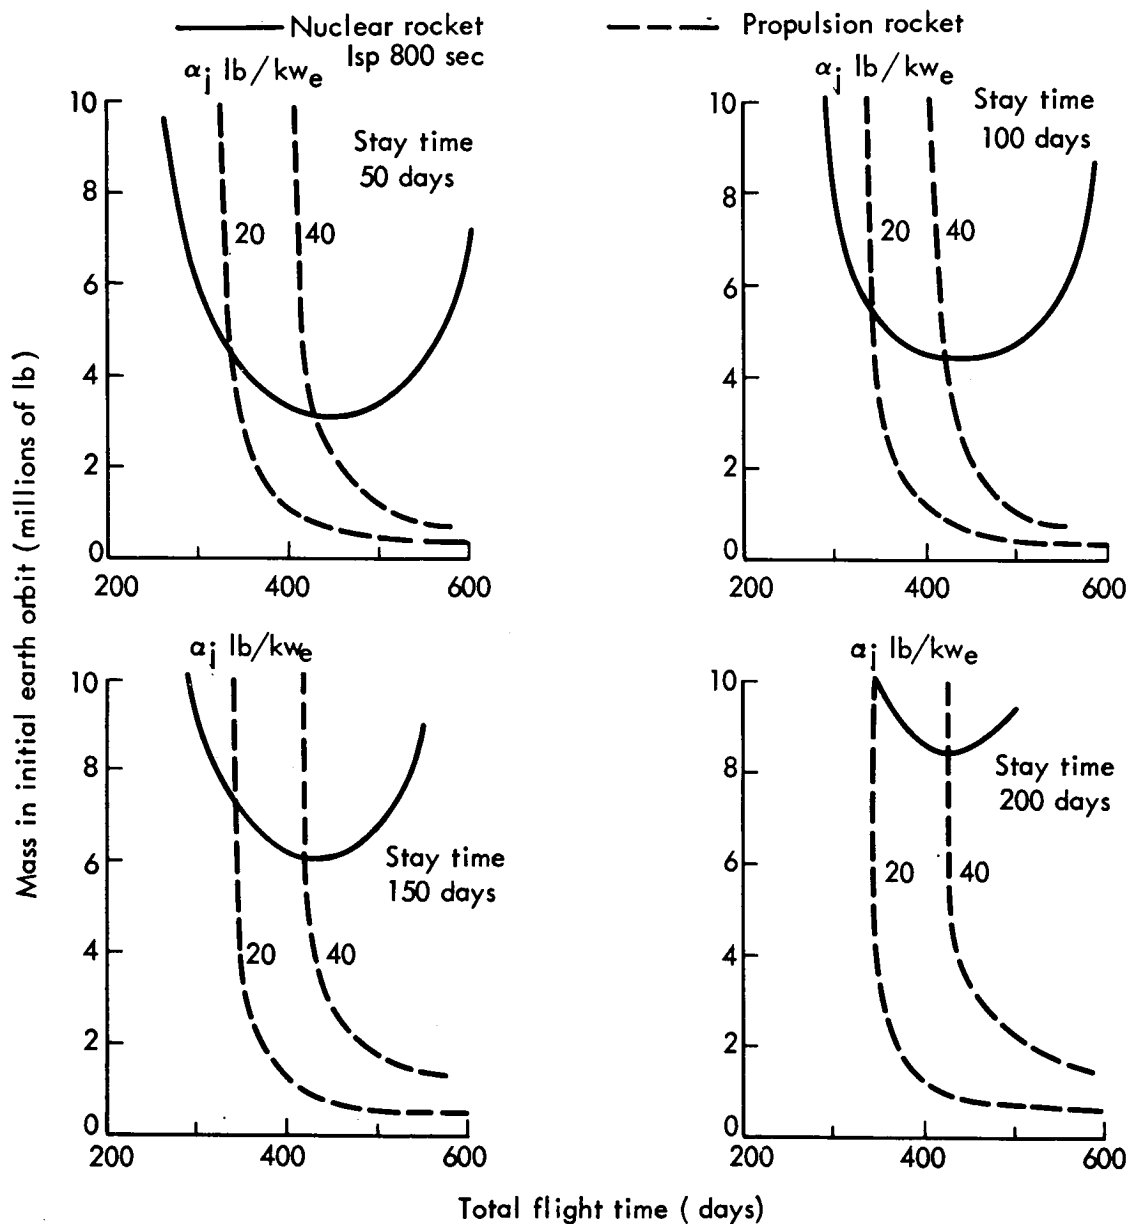 Nuclear rocket
Isp 800 sec
Propulsion rocket
αj lb/kwe
10
8
6
4
2
0
200
400
600
20
40
Stay time
50 days
αj lb/kwe
10
8
6
4
2
0
200
400
600
20
40
Stay time
100 days
αj lb/kwe
10
8
6
4
2
0
200
400
600
20
40
Stay time
150 days
αj lb/kwe
10
8
6
4
2
0
200
400
600
20
40
Stay time
200 days
Mass in initial earth orbit (millions of lb)
Total flight time ( days)